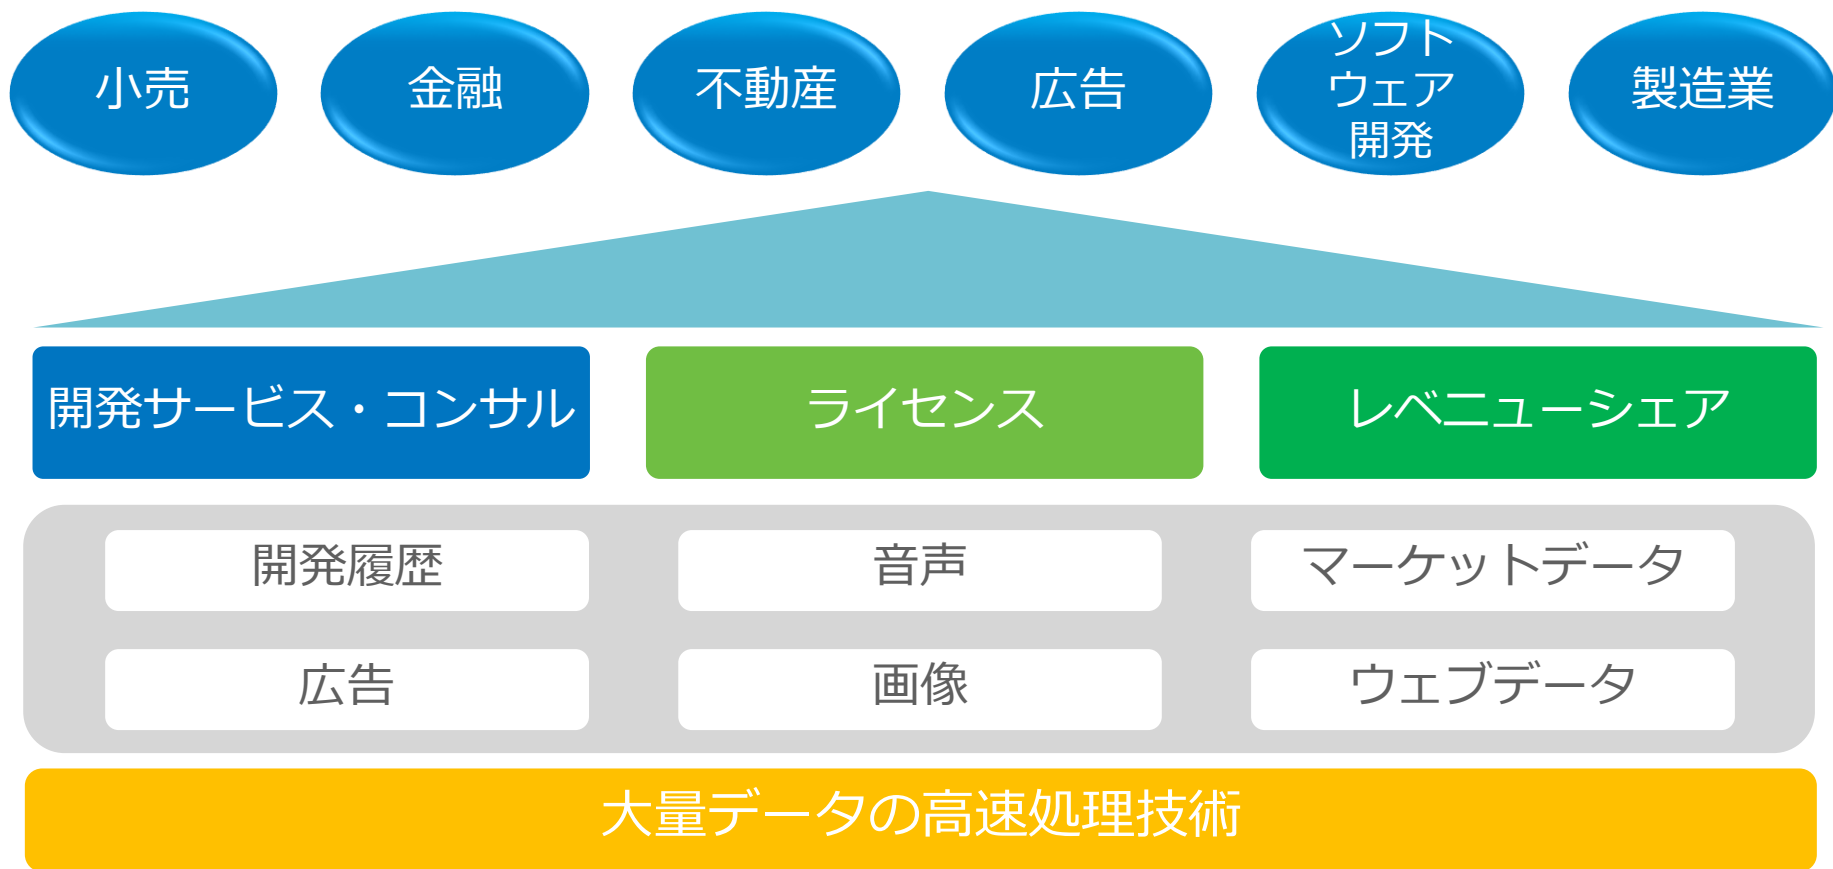 小売
金融
不動産
広告
ソフト
ウェア
開発
製造業
開発サービス・コンサル
ライセンス
レベニューシェア
開発履歴
音声
マーケットデータ
広告
画像
ウェブデータ
大量データの高速処理技術